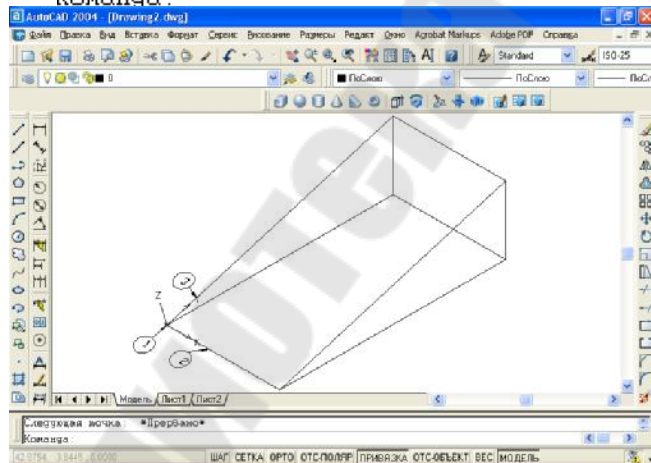 Команда:
AutoCAD 2004 - [Drawing2.dwg]
Файл Правка Вид Вставка Формат Сервис Рисование Размеры Редакт Окно Acrobat Markups Adobe PDF Справка
0 ПоСлою ПоСлою
Standard ISO-25
Z
1
Модель Лист1 Лист2
Следующая точка: *Прервано*
Команда:
ШАГ СЕТКА ОРТО ОТС-ПОЛЯР ПРИВЯЗКА ОТС-ОБЪЕКТ ВЕС МОДЕЛЬ